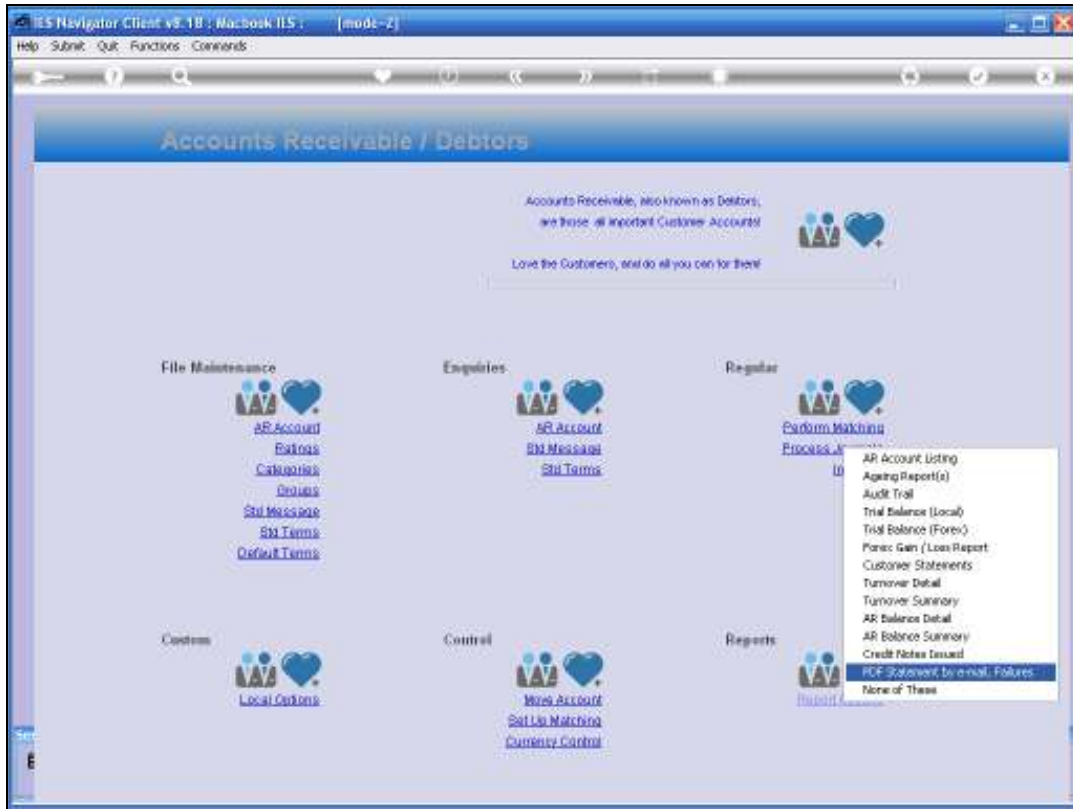 IES Navigator Client v8.18 : Macbook ILS : [mode-Z]
Help Submit Quit Functions Commands
Accounts Receivable / Debtors
Accounts Receivable, also known as Debtors,
are those all important Customer Accounts!
Love the Customers, and do all you can for them!
File Maintenance Enquiries Regular
AR Account AR Account Perform Matching
Ratings Std Message Process
Categories Std Terms
Groups
Std Message
Std Terms
Default Terms
AR Account Listing
Ageing Report(s)
Audit Trail
Trial Balance (Local)
Trial Balance (Forex)
Forex Gain / Loss Report
Customer Statements
Turnover Detail
Turnover Summary
AR Balance Detail
AR Balance Summary
Credit Notes Issued
PDF Statement by e-mail, Failures
None of These
Custom Control Reports
Local Options Move Account Report
Set Up Matching
Currency Control